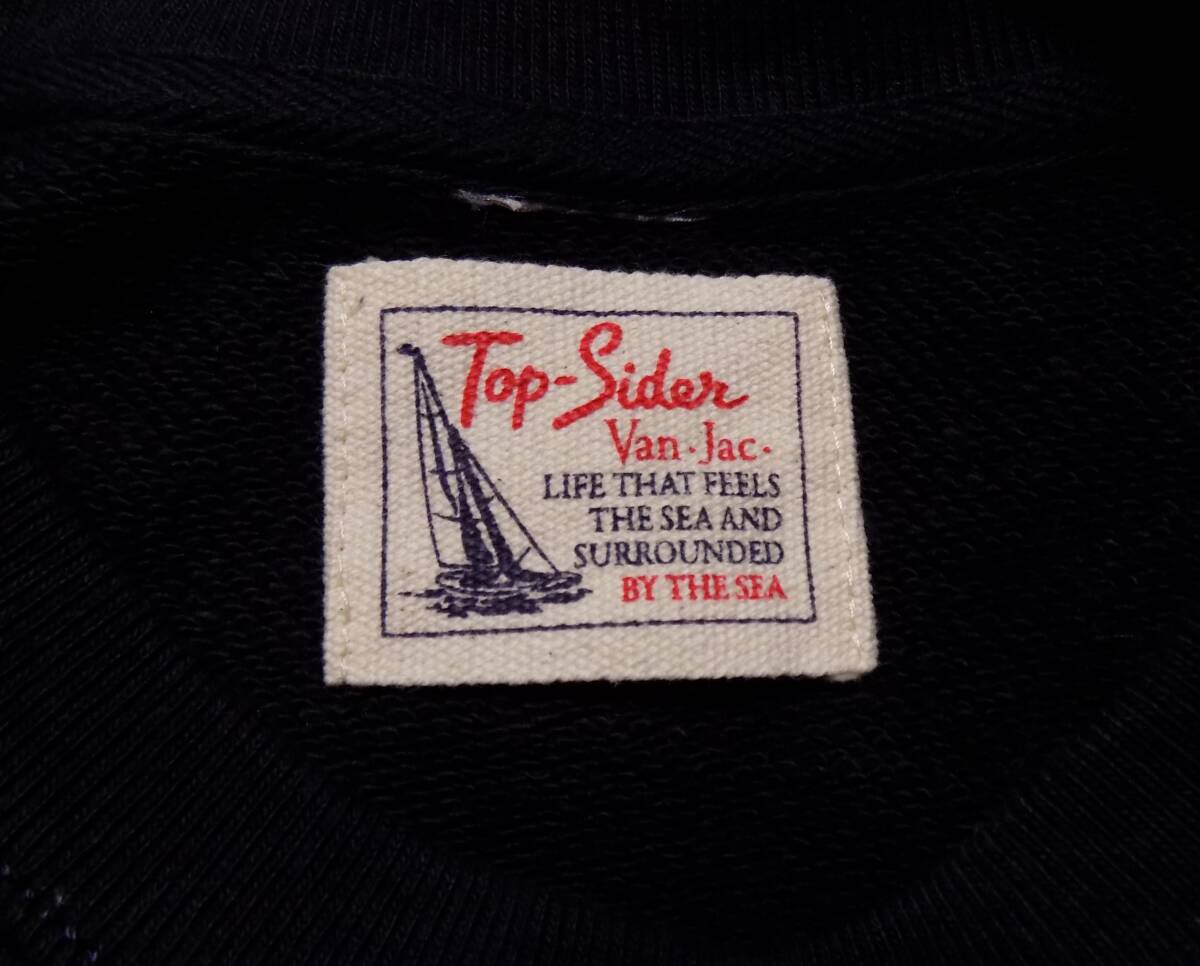 Top-Sider
Van·Jac·
LIFE THAT FEELS
THE SEA AND
SURROUNDED
BY THE SEA